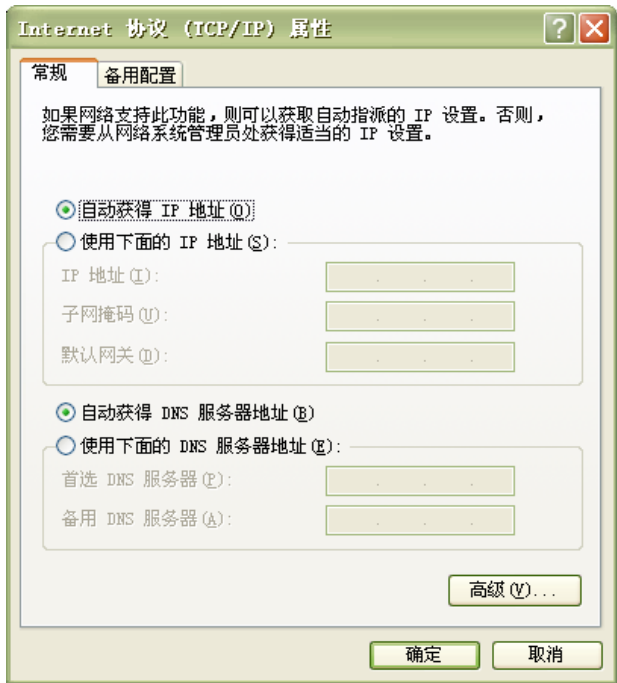 Internet 协议 (TCP/IP) 属性
常规
备用配置
如果网络支持此功能，则可以获取自动指派的 IP 设置。否则，
您需要从网络系统管理员处获得适当的 IP 设置。
自动获得 IP 地址(O)
使用下面的 IP 地址(S):
IP 地址(I):
子网掩码(U):
默认网关(D):
自动获得 DNS 服务器地址(B)
使用下面的 DNS 服务器地址(E):
首选 DNS 服务器(P):
备用 DNS 服务器(A):
高级(V)...
确定
取消